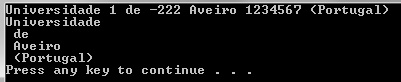 Universidade 1 de -222 Aveiro 1234567 (Portugal)
Universidade
de
Aveiro
(Portugal)
Press any key to continue . . .